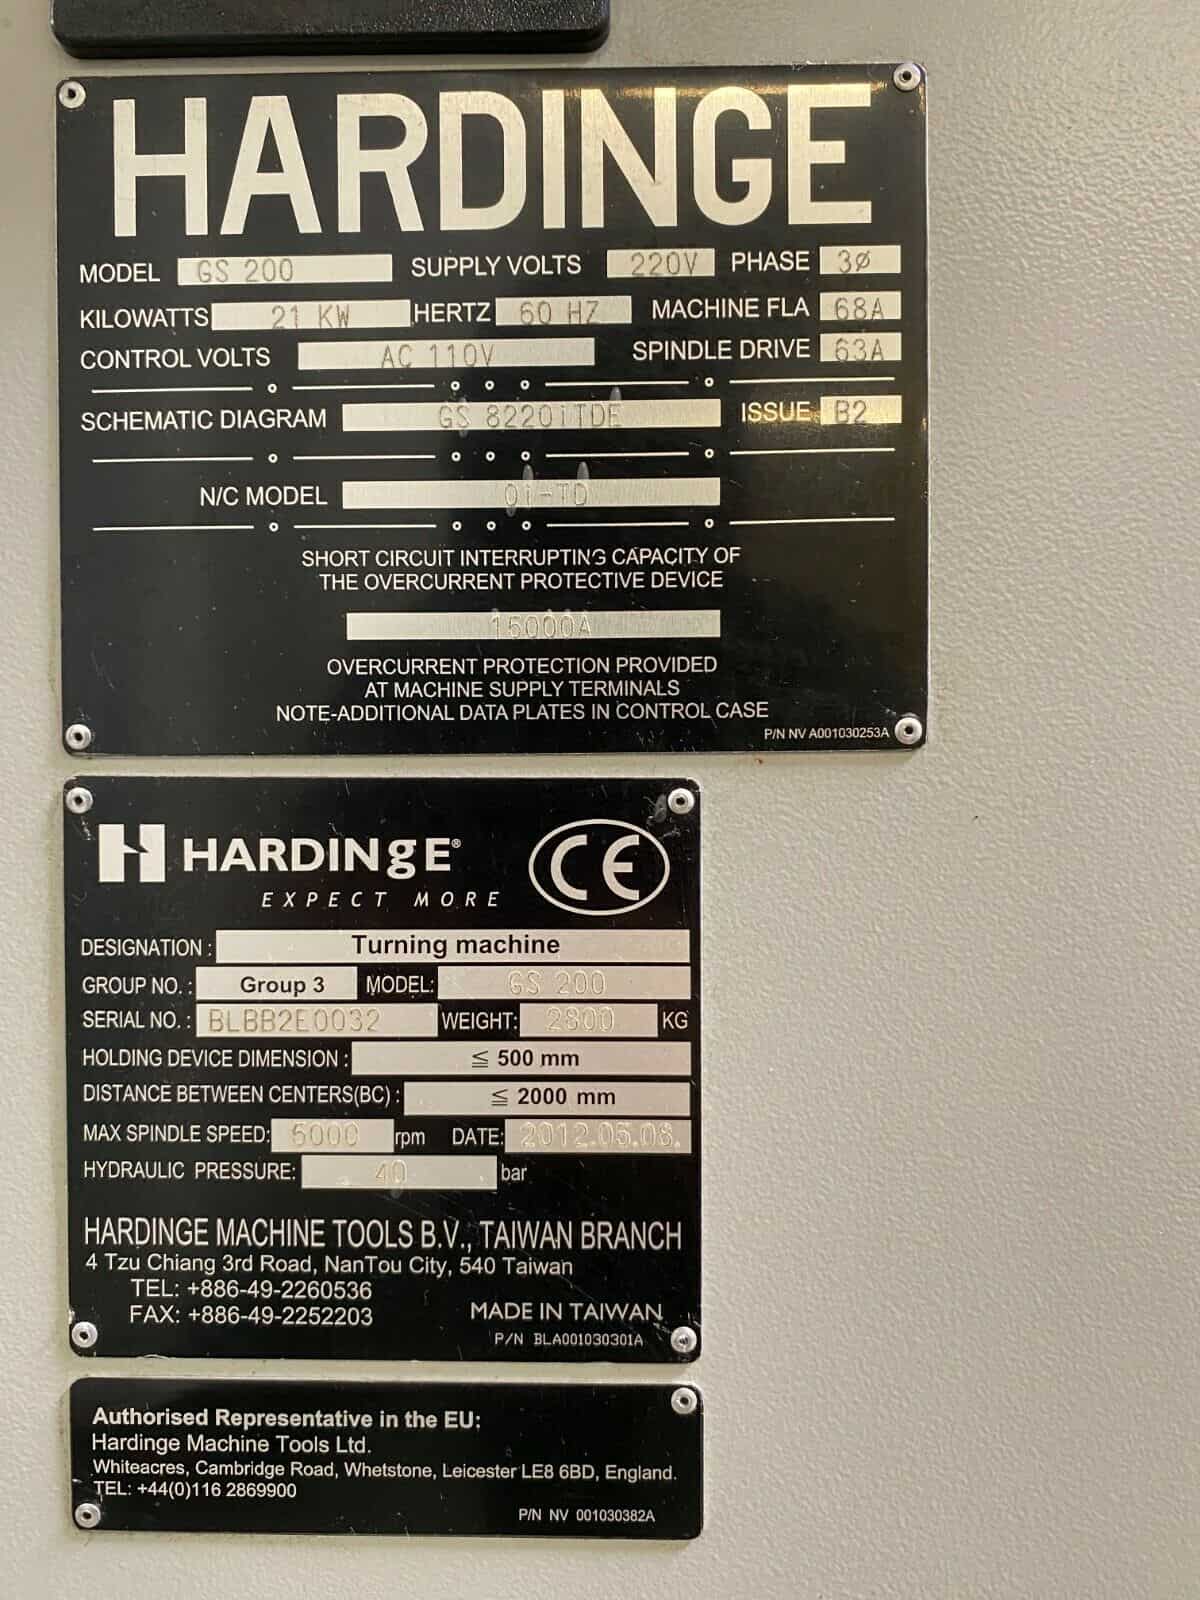 HARDINGE
MODEL GS 200 SUPPLY VOLTS 220V PHASE 3Ø
KILOWATTS 21 KW HERTZ 60 HZ MACHINE FLA 68A
CONTROL VOLTS AC 110V SPINDLE DRIVE 63A
SCHEMATIC DIAGRAM GS 8220iTDE ISSUE B2
N/C MODEL 0i-TD
SHORT CIRCUIT INTERRUPTING CAPACITY OF
THE OVERCURRENT PROTECTIVE DEVICE
OVERCURRENT PROTECTION PROVIDED
AT MACHINE SUPPLY TERMINALS
NOTE-ADDITIONAL DATA PLATES IN CONTROL CASE
P/N NV A001030253A
HARDINgE®
EXPECT MORE
CE
DESIGNATION : Turning machine
GROUP NO. : Group 3 MODEL: GS 200
SERIAL NO. : BLBB2E0032 WEIGHT: 2800 KG
HOLDING DEVICE DIMENSION : ≦ 500 mm
DISTANCE BETWEEN CENTERS(BC) : ≦ 2000 mm
MAX SPINDLE SPEED: rpm DATE:
HYDRAULIC PRESSURE: 40 bar
HARDINGE MACHINE TOOLS B.V., TAIWAN BRANCH
4 Tzu Chiang 3rd Road, NanTou City, 540 Taiwan
TEL: +886-49-2260536
FAX: +886-49-2252203
MADE IN TAIWAN
P/N BLA001030301A
Authorised Representative in the EU:
Hardinge Machine Tools Ltd.
Whiteacres, Cambridge Road, Whetstone, Leicester LE8 6BD, England.
TEL: +44(0)116 2869900
P/N NV 001030382A